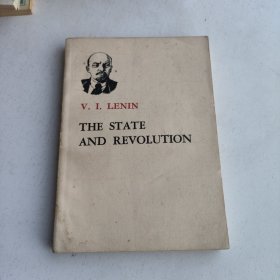 V. I. LENIN
THE STATE
AND REVOLUTION